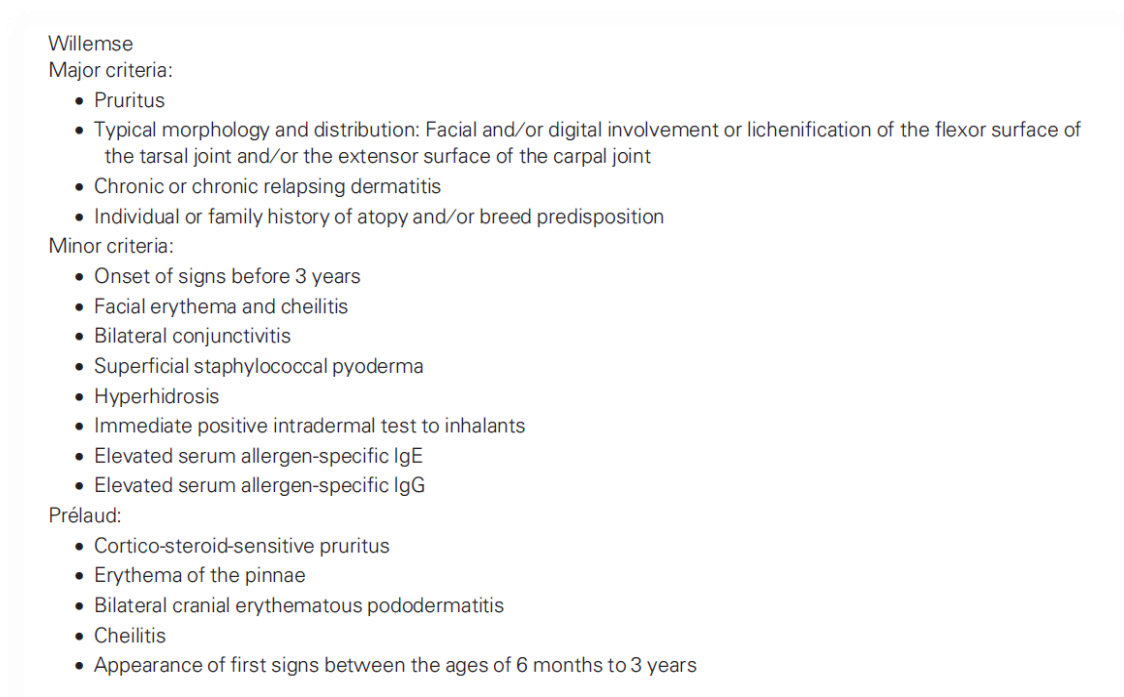 Willemse
Major criteria:
• Pruritus
• Typical morphology and distribution: Facial and/or digital involvement or lichenification of the flexor surface of
the tarsal joint and/or the extensor surface of the carpal joint
• Chronic or chronic relapsing dermatitis
• Individual or family history of atopy and/or breed predisposition
Minor criteria:
• Onset of signs before 3 years
• Facial erythema and cheilitis
• Bilateral conjunctivitis
• Superficial staphylococcal pyoderma
• Hyperhidrosis
• Immediate positive intradermal test to inhalants
• Elevated serum allergen-specific IgE
• Elevated serum allergen-specific IgG
Prélaud:
• Cortico-steroid-sensitive pruritus
• Erythema of the pinnae
• Bilateral cranial erythematous pododermatitis
• Cheilitis
• Appearance of first signs between the ages of 6 months to 3 years